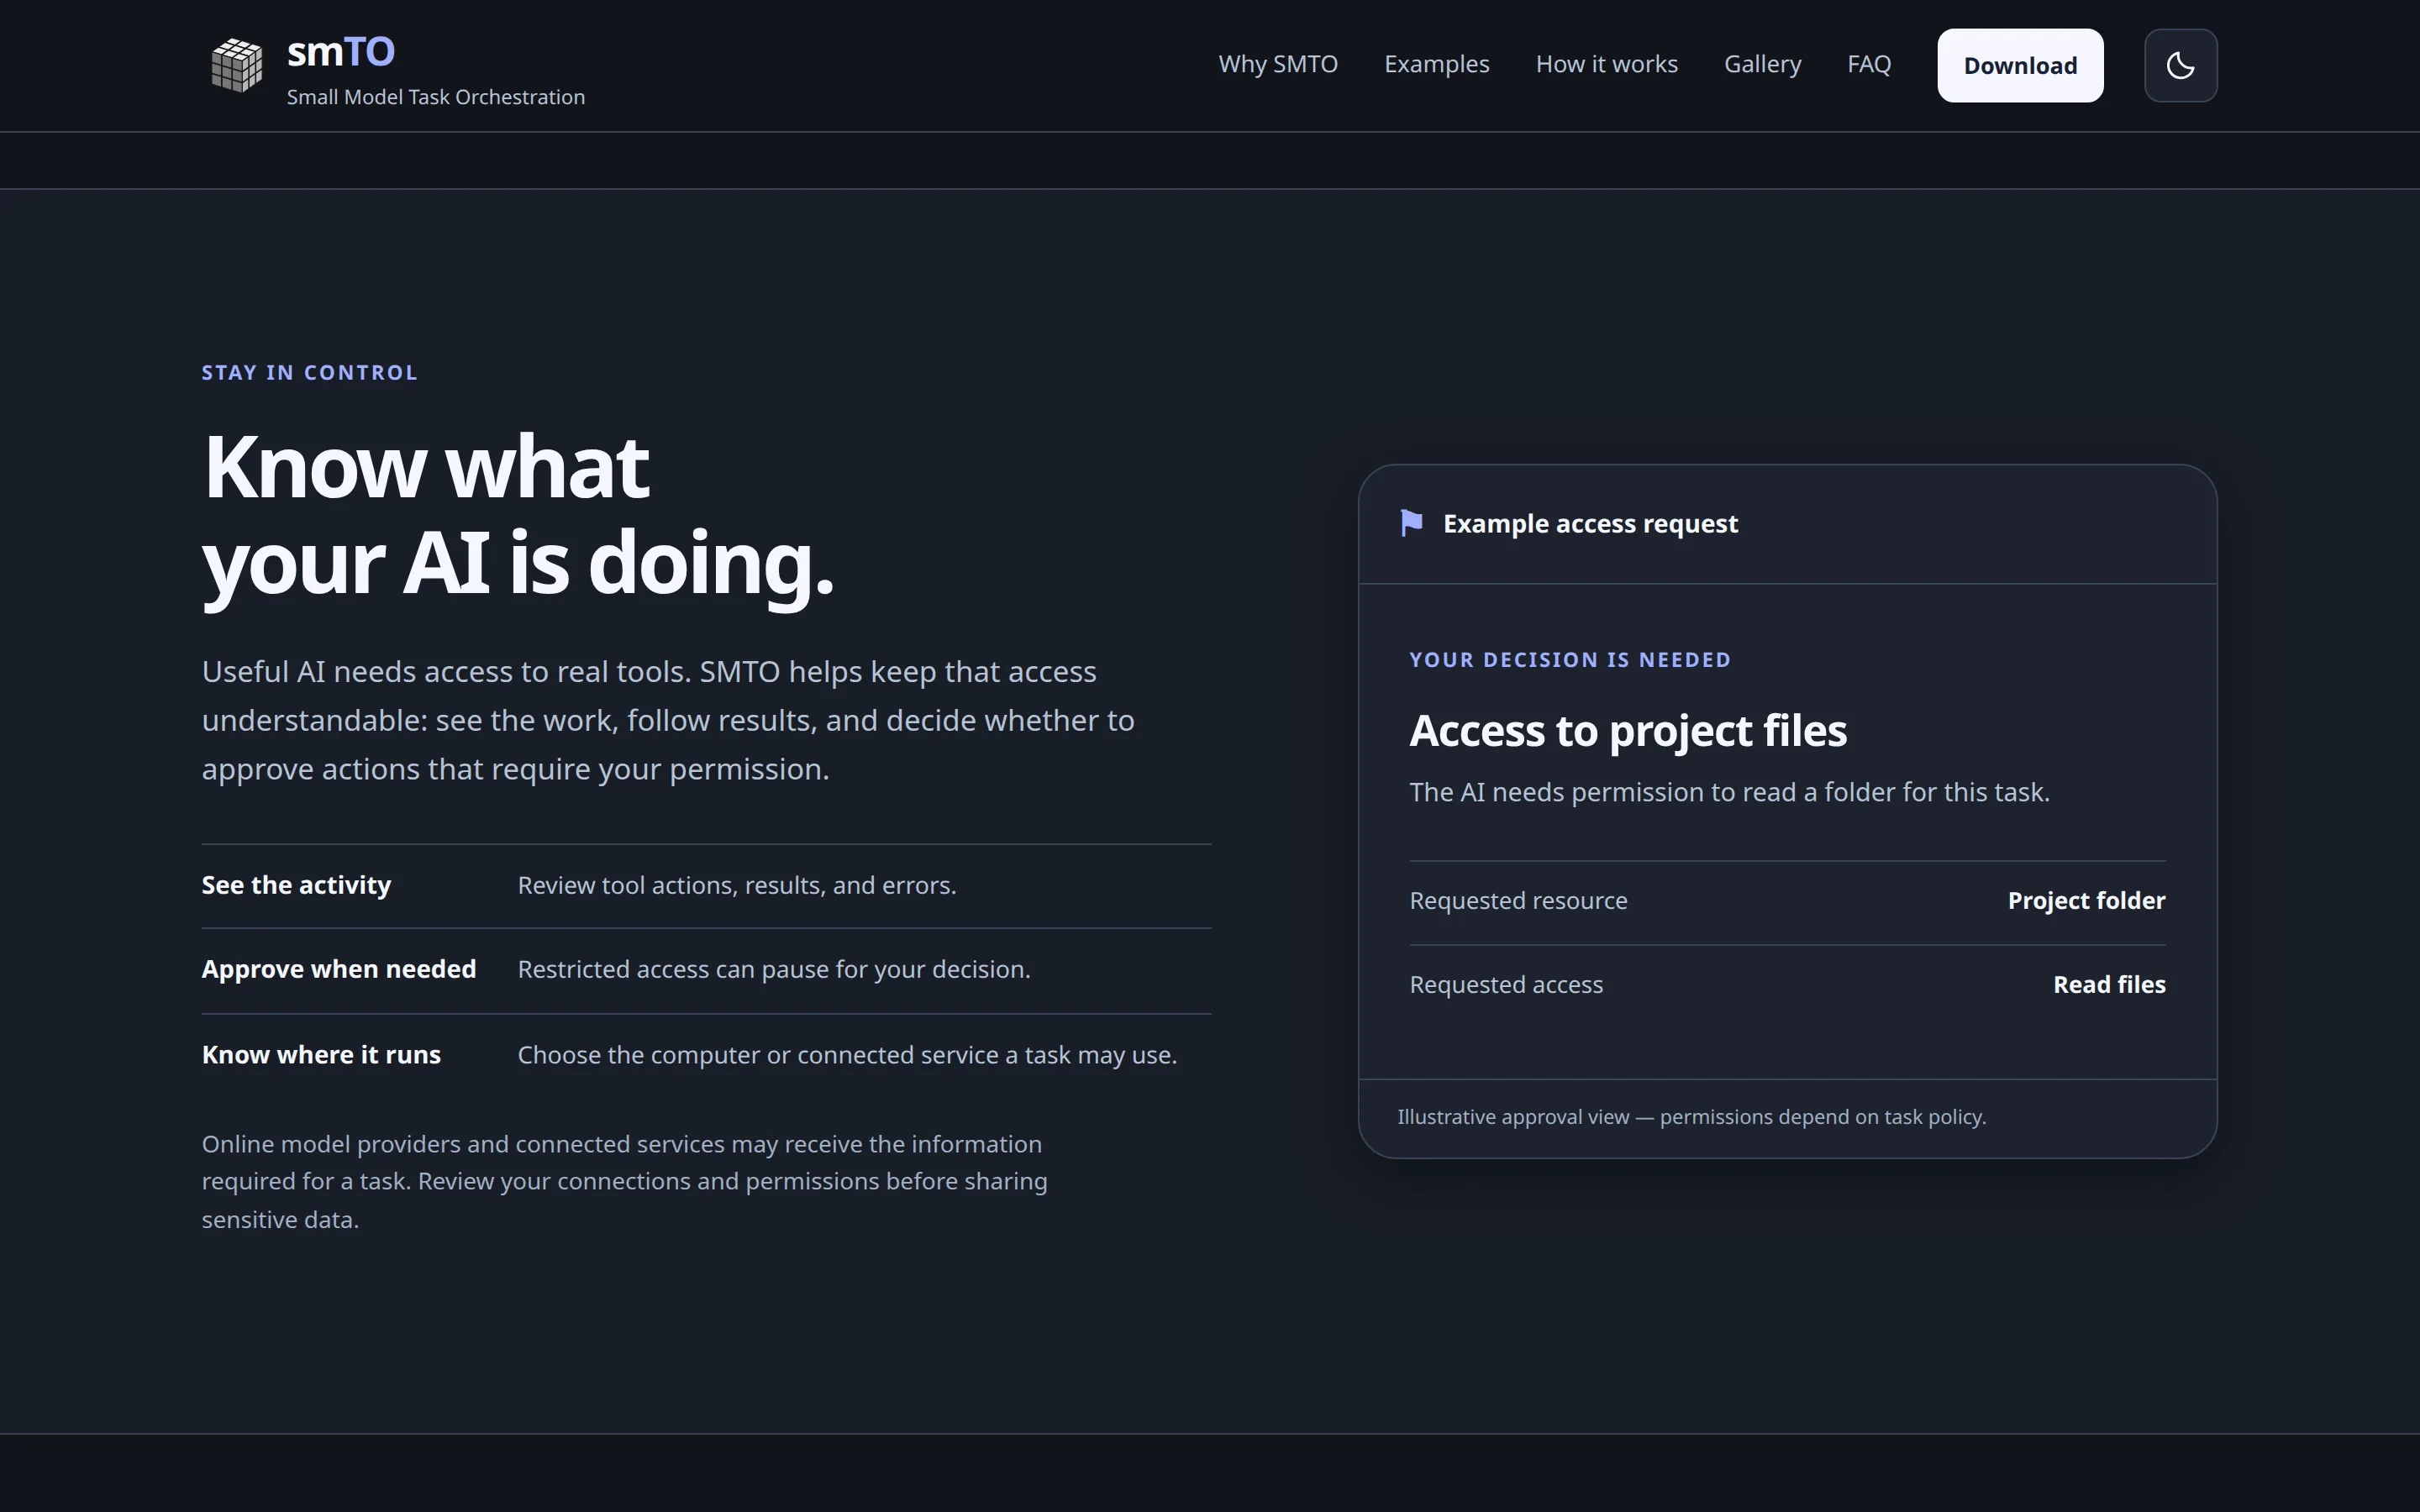 smTO
Small Model Task Orchestration
Why SMTO
Examples
How it works
Gallery
FAQ
Download
STAY IN CONTROL
Know what
your AI is doing.
Useful AI needs access to real tools. SMTO helps keep that access
understandable: see the work, follow results, and decide whether to
approve actions that require your permission.
See the activity
Review tool actions, results, and errors.
Approve when needed
Restricted access can pause for your decision.
Know where it runs
Choose the computer or connected service a task may use.
Online model providers and connected services may receive the information
required for a task. Review your connections and permissions before sharing
sensitive data.
Example access request
YOUR DECISION IS NEEDED
Access to project files
The AI needs permission to read a folder for this task.
Requested resource
Project folder
Requested access
Read files
Illustrative approval view — permissions depend on task policy.